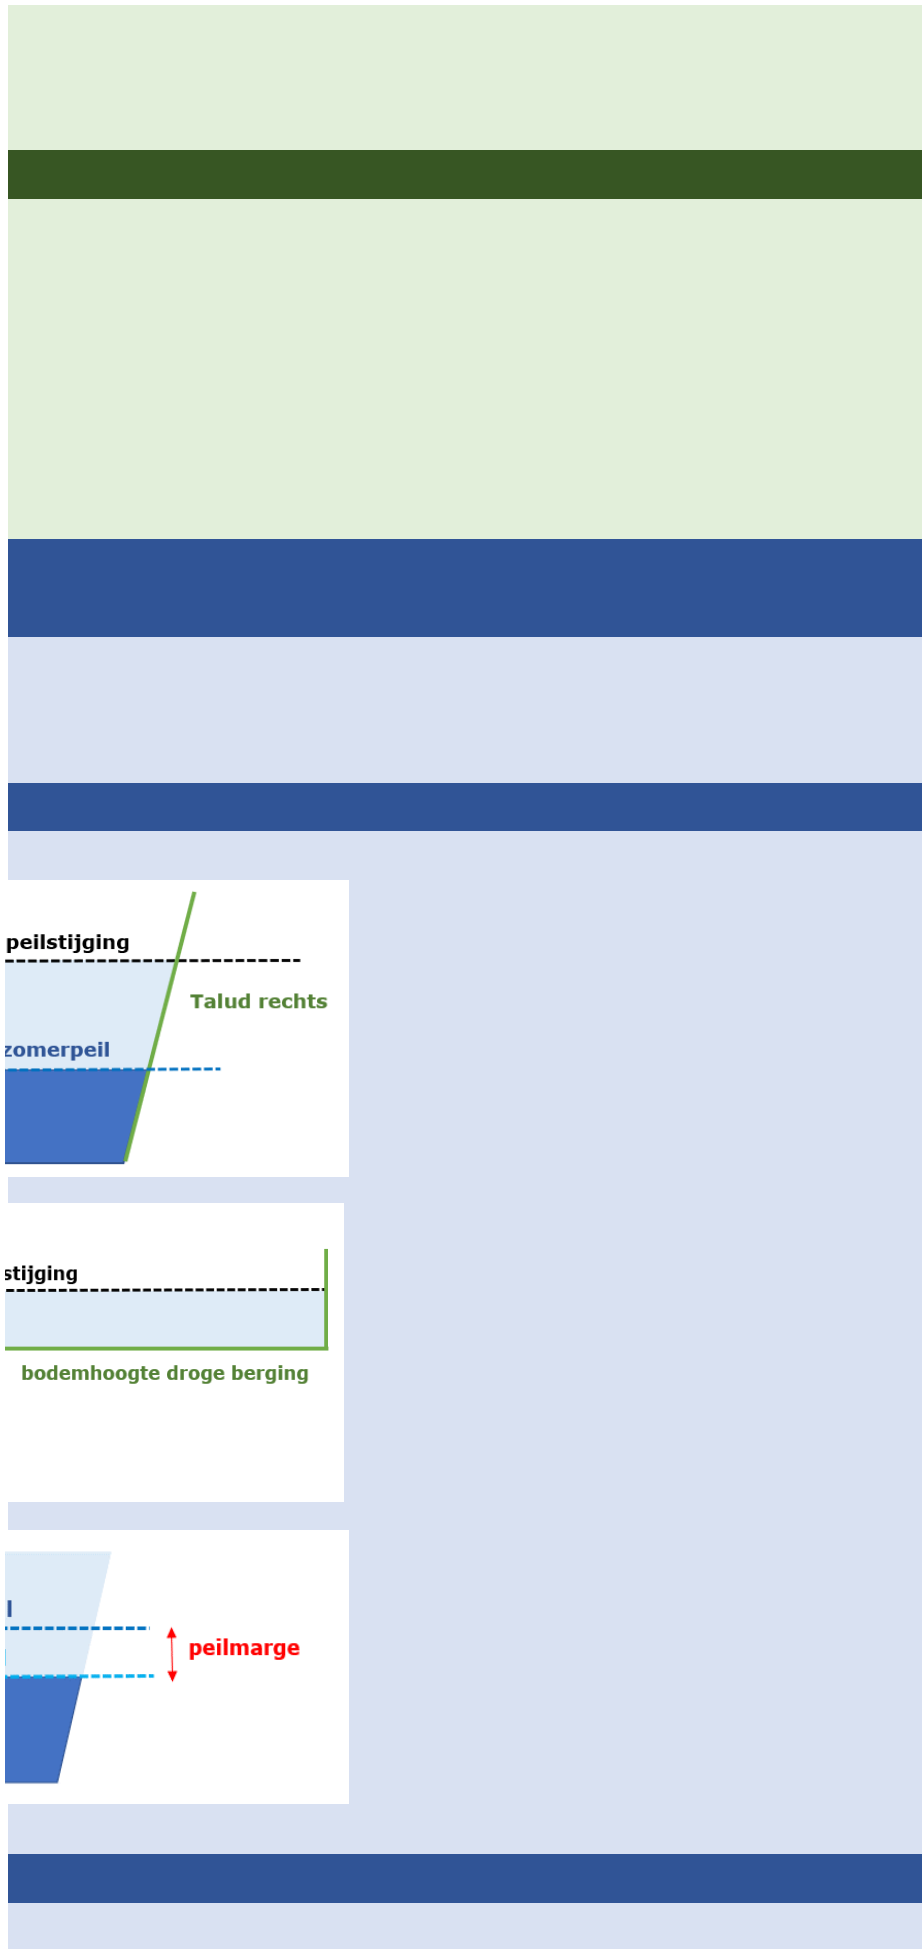 peilstijging
Talud rechts
zomerpeil
stijging
bodemhoogte droge berging
l
peilmarge